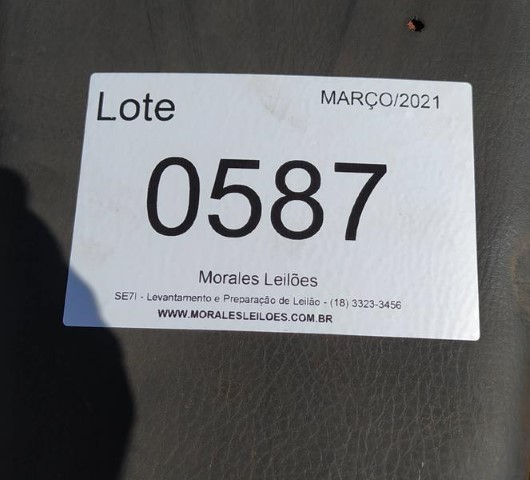 Lote MARÇO/2021
0587
Morales Leilões
SE7I - Levantamento e Preparação de Leilão - (18) 3323-3456
WWW.MORALESLEILOES.COM.BR